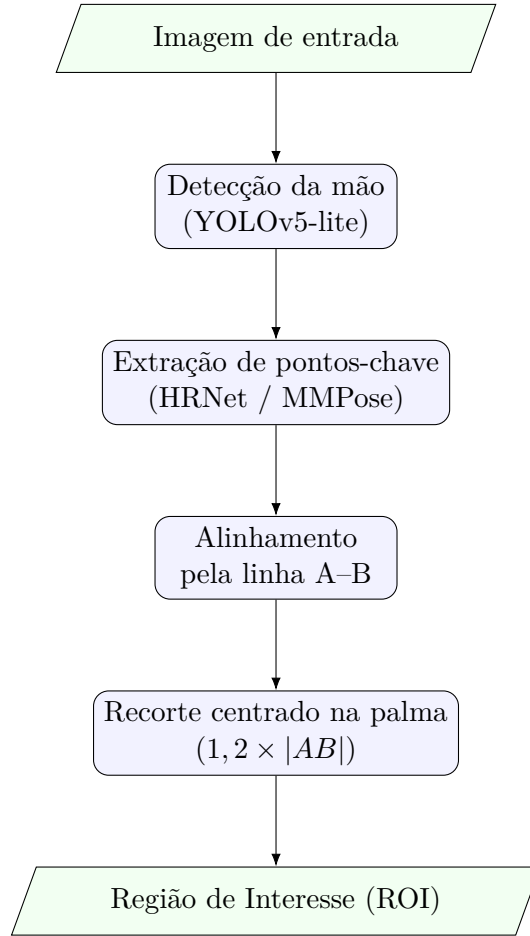 Imagem de entrada
Detecção da mão
(YOLOv5-lite)
Extração de pontos-chave
(HRNet / MMPose)
Alinhamento
pela linha A–B
Recorte centrado na palma
(1, 2 × |AB|)
Região de Interesse (ROI)